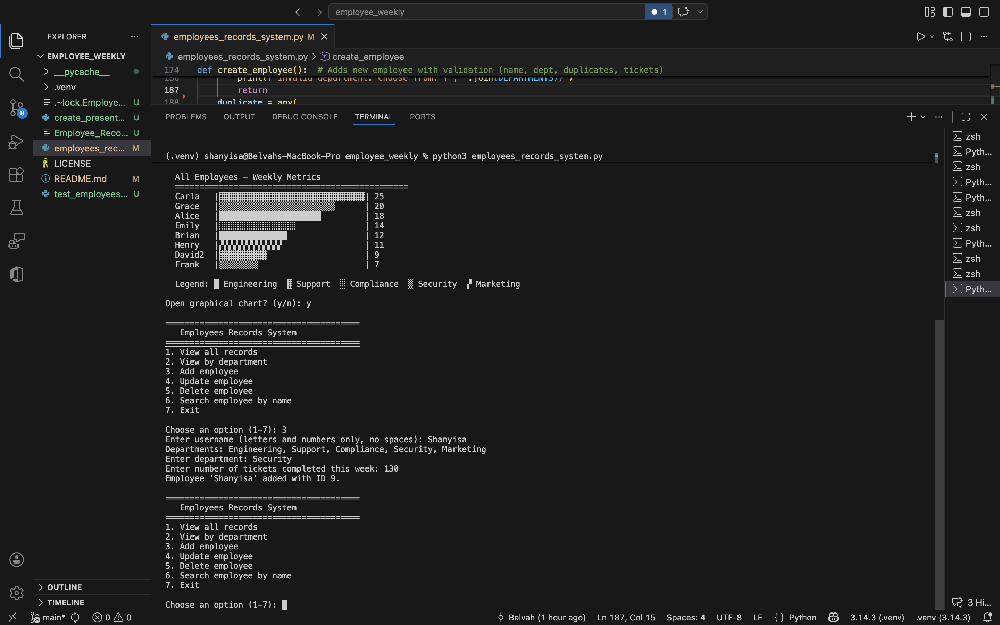 employee_weekly
1
EXPLORER
EMPLOYEE_WEEKLY
__pycache__
.venv
.~lock.Employe... U
create_present... U
Employee_Reco... U
employees_rec... M
LICENSE
README.md M
test_employees... U
OUTLINE
TIMELINE
8
employees_records_system.py M
employees_records_system.py > create_employee
174 def create_employee():  # Adds new employee with validation (name, dept, duplicates, tickets)
186 print(f"Invalid department. Choose from: {', '.join(DEPARTMENTS)}")
187 return
188 duplicate = any(
PROBLEMS OUTPUT DEBUG CONSOLE TERMINAL PORTS
(.venv) shanyisa@Belvahs-MacBook-Pro employee_weekly % python3 employees_records_system.py
All Employees - Weekly Metrics
================================================
Carla | | 25
Grace | | 20
Alice | | 18
Emily | | 14
Brian | | 12
Henry | | 11
David2 | | 9
Frank | | 7
Legend: Engineering Support Compliance Security Marketing
Open graphical chart? (y/n): y
========================================
Employees Records System
========================================
1. View all records
2. View by department
3. Add employee
4. Update employee
5. Delete employee
6. Search employee by name
7. Exit
Choose an option (1-7): 3
Enter username (letters and numbers only, no spaces): Shanyisa
Departments: Engineering, Support, Compliance, Security, Marketing
Enter department: Security
Enter number of tickets completed this week: 130
Employee 'Shanyisa' added with ID 9.
========================================
Employees Records System
========================================
1. View all records
2. View by department
3. Add employee
4. Update employee
5. Delete employee
6. Search employee by name
7. Exit
Choose an option (1-7):
zsh
Pyth...
zsh
Pyth...
Pyth...
zsh
zsh
Pyth...
zsh
zsh
Pyth...
3 Hi...
main* 0 0
Belvah (1 hour ago) Ln 187, Col 15 Spaces: 4 UTF-8 LF { } Python 3.14.3 (.venv) .venv (3.14.3)